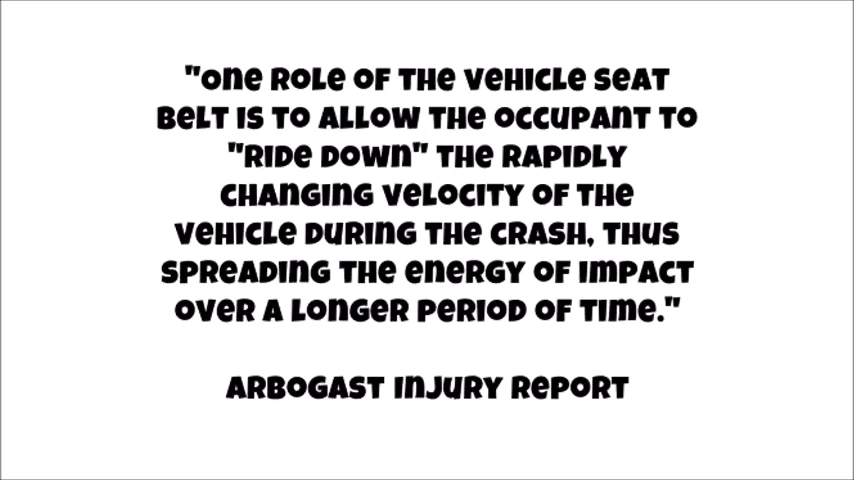 "One role of the vehicle seat
belt is to allow the occupant to
"ride down" the rapidly
changing velocity of the
vehicle during the crash, thus
spreading the energy of impact
over a longer period of time."
Arbogast Injury Report